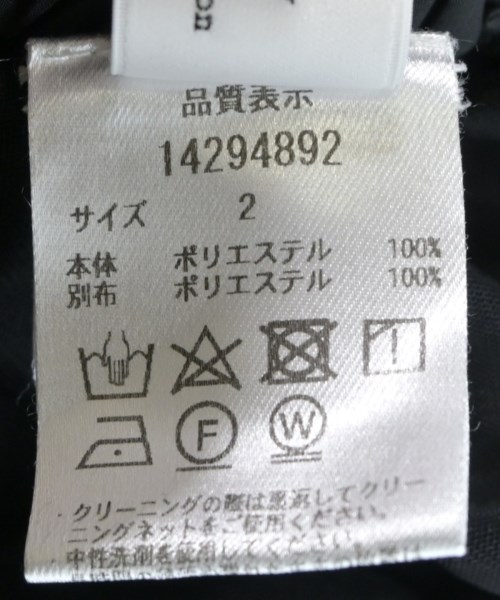 on
品質表示
14294892
サイズ 2
本体 ポリエステル 100%
別布 ポリエステル 100%
F W
クリーニングの際は裏返してクリー
ニングネットをご使用ください。
中性洗剤を使用してください。